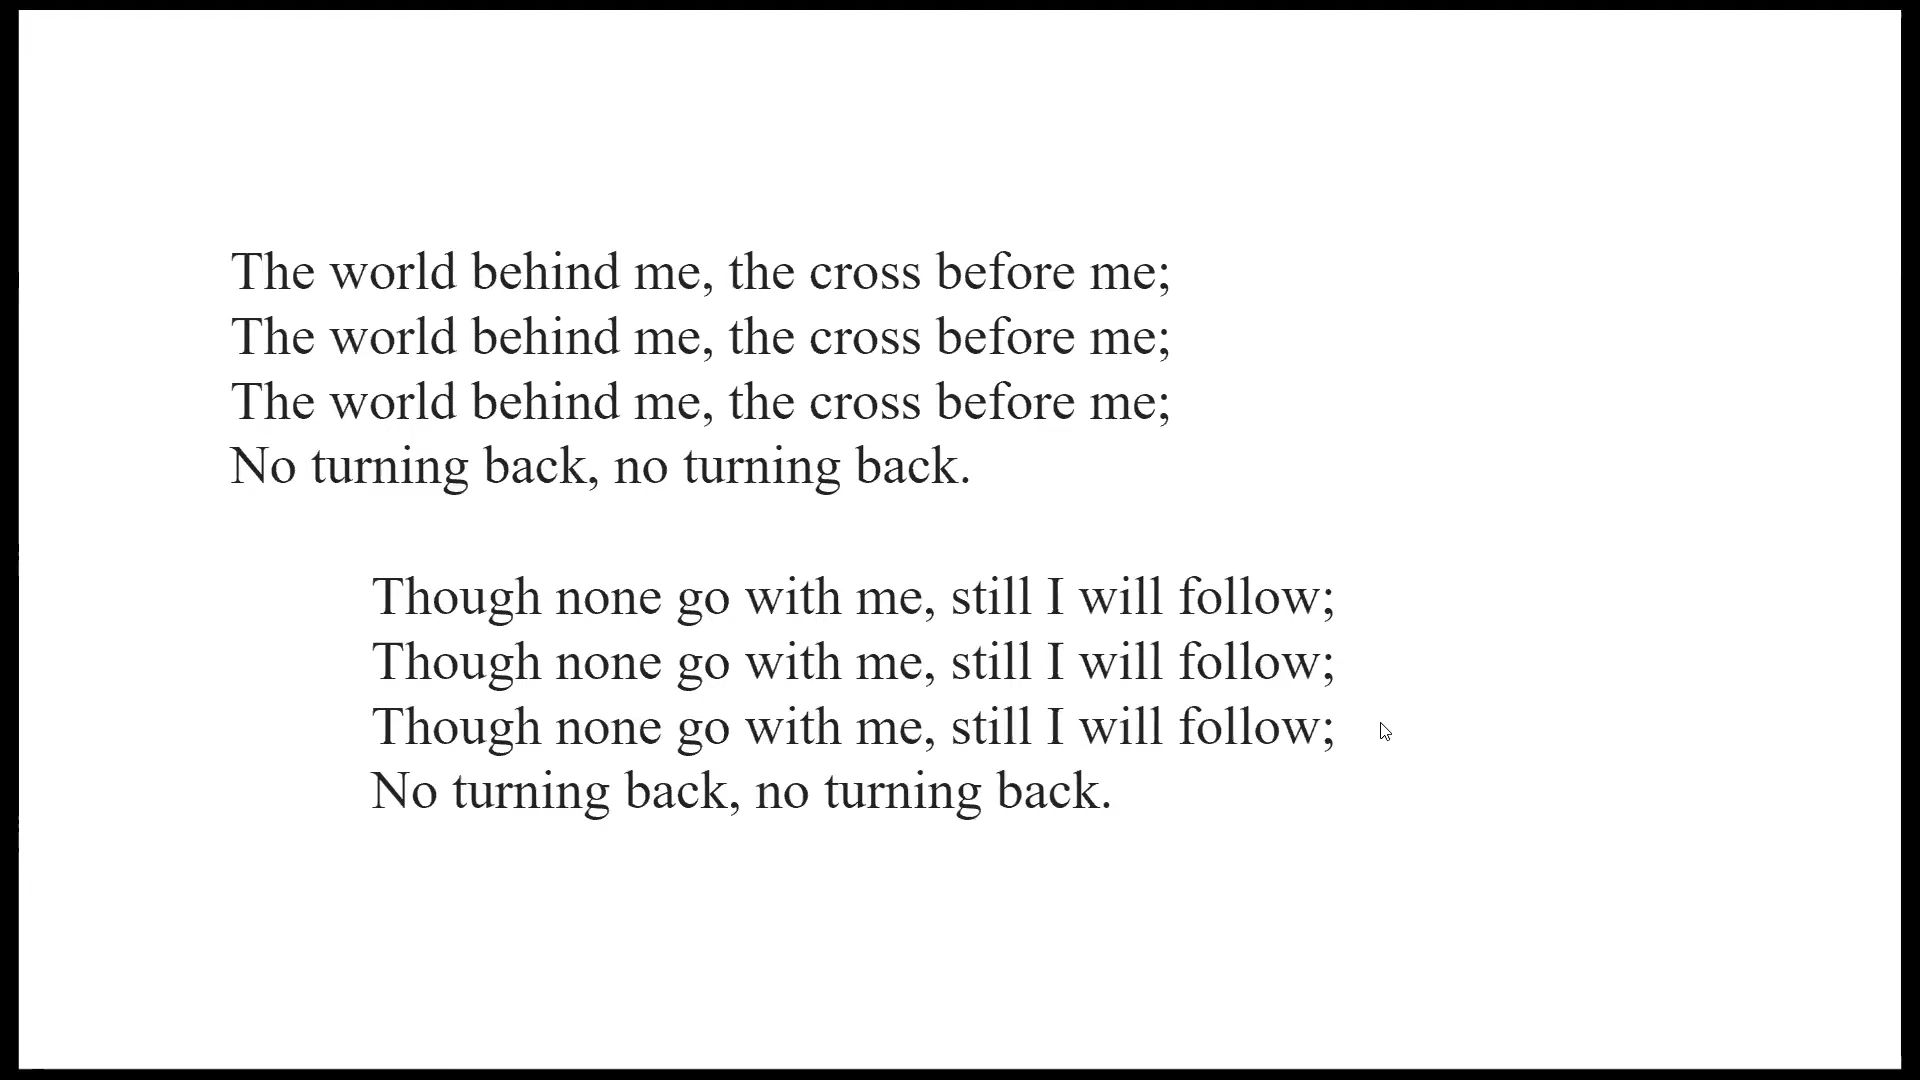 The world behind me, the cross before me;
The world behind me, the cross before me;
The world behind me, the cross before me;
No turning back, no turning back.
Though none go with me, still I will follow;
Though none go with me, still I will follow;
Though none go with me, still I will follow;
No turning back, no turning back.